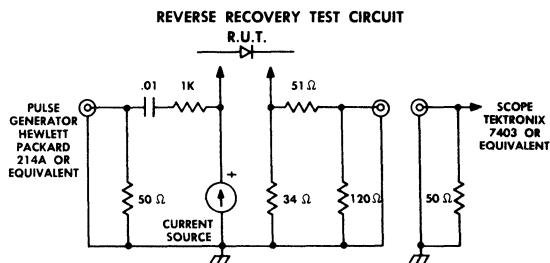 REVERSE RECOVERY TEST CIRCUIT
R.U.T.
.01
1K
51 Ω
PULSE
GENERATOR
HEWLETT
PACKARD
214A OR
EQUIVALENT
SCOPE
TEKTRONIX
7403 OR
EQUIVALENT
50 Ω
+
CURRENT
SOURCE
34 Ω
120Ω
50 Ω